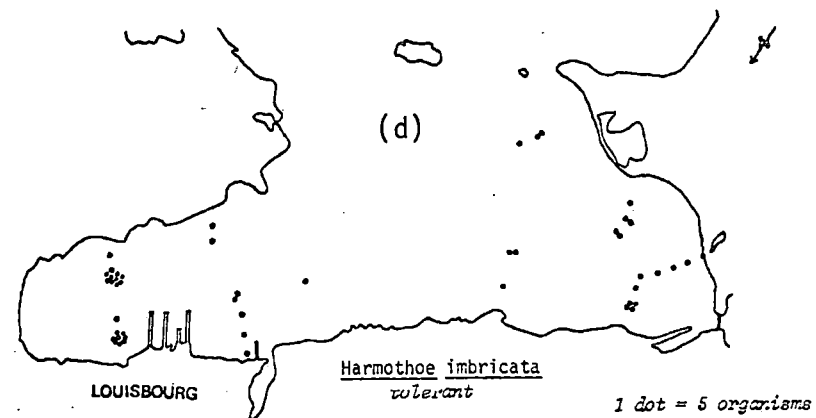 (d)
Harmothoe imbricata
tolerant
LOUISBOURG
1 dot = 5 organisms